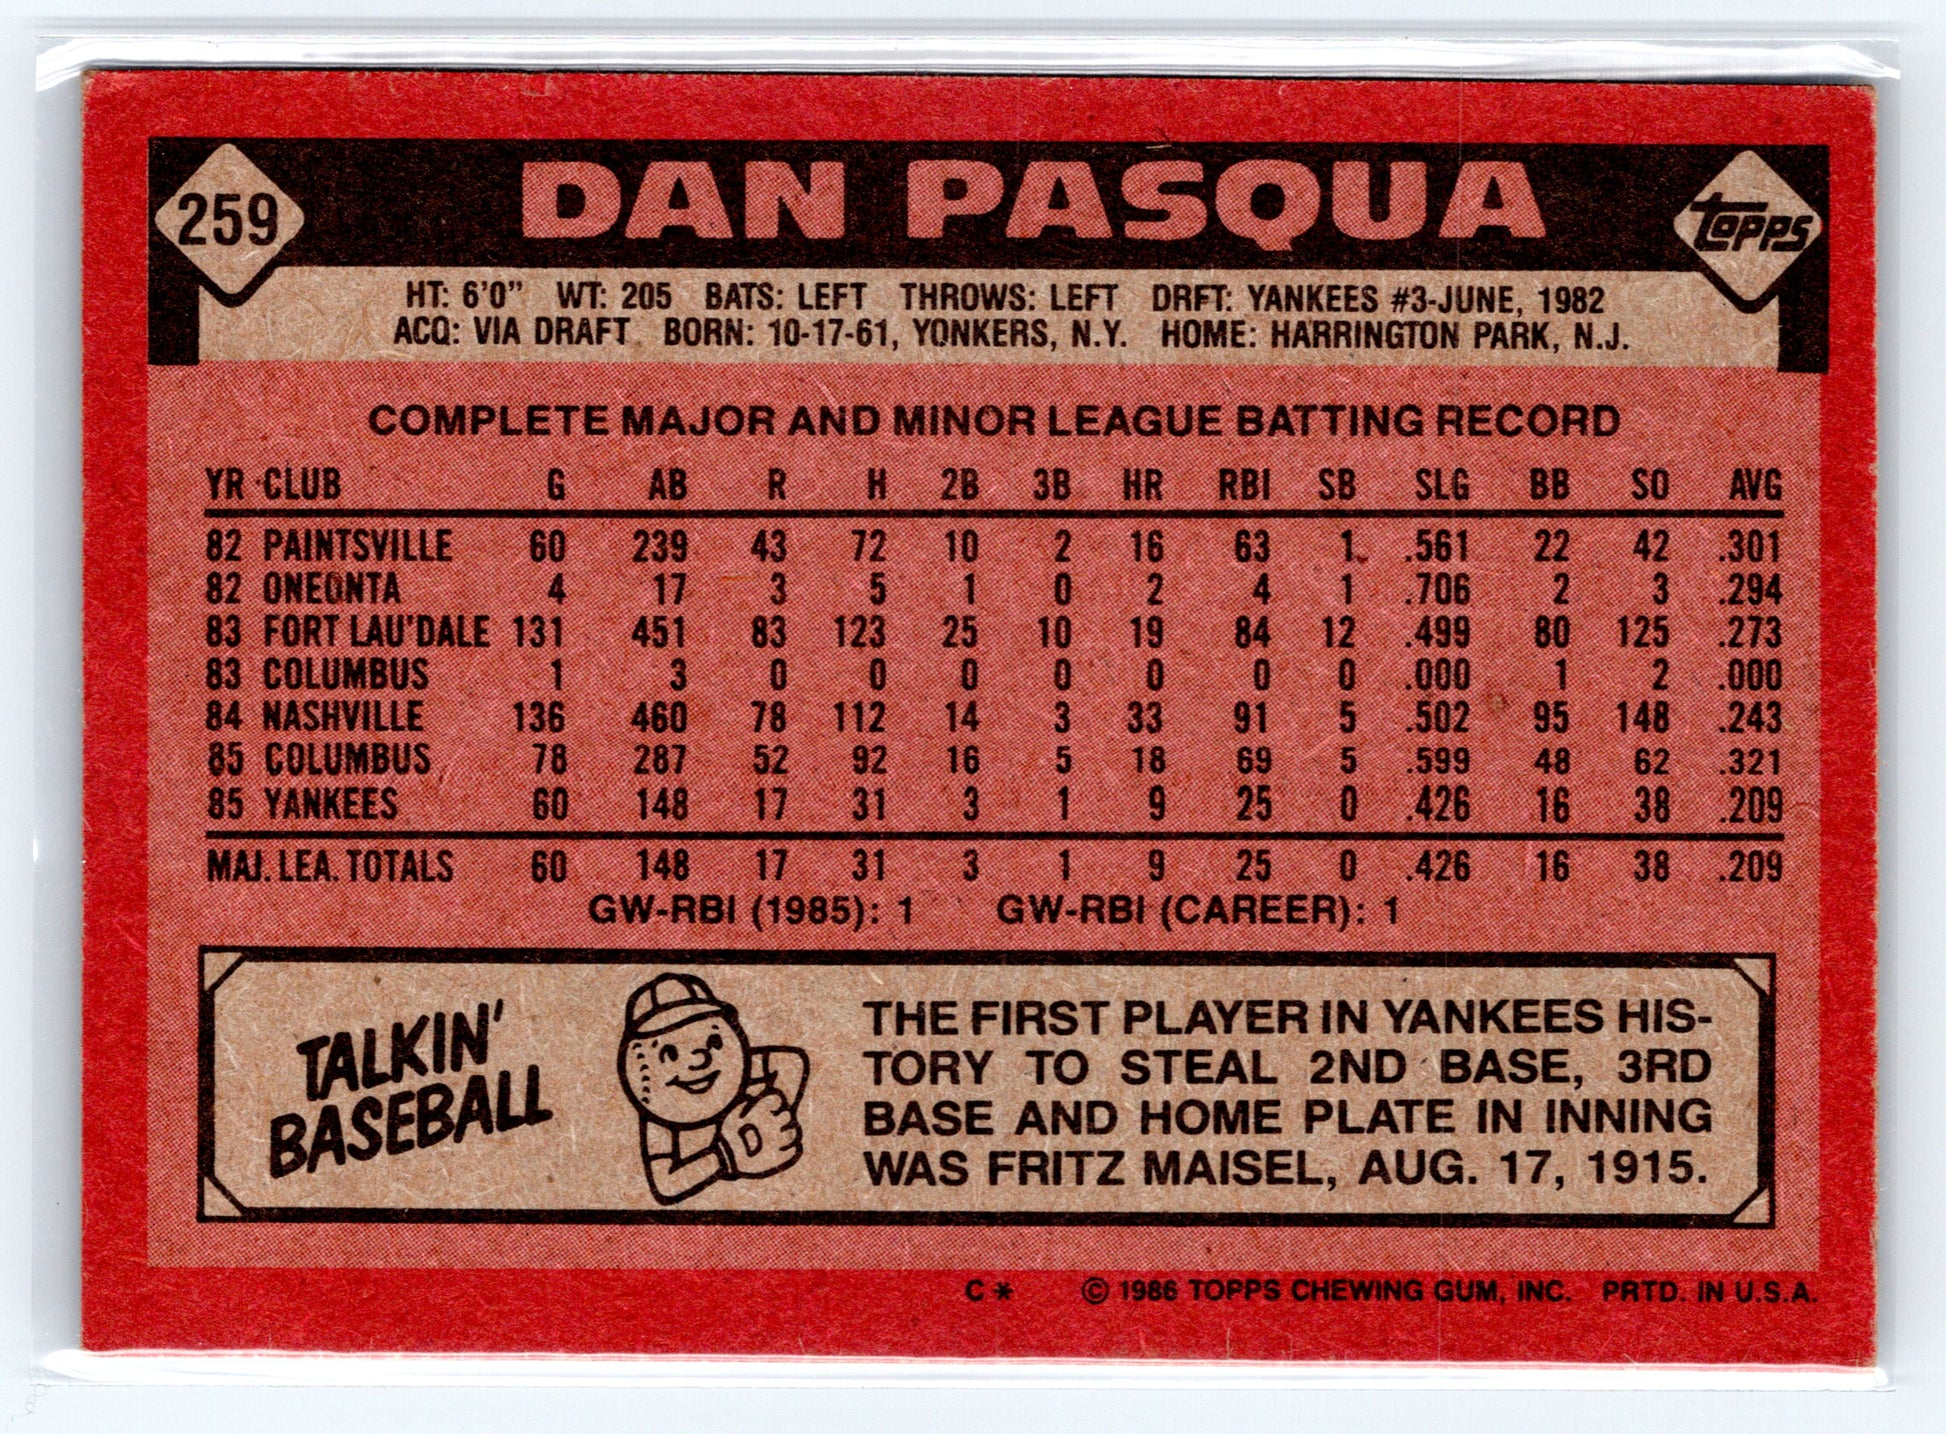 259
DAN PASQUA
TOPPS
HT: 6'0" WT: 205 BATS: LEFT THROWS: LEFT DRFT: YANKEES #3-JUNE, 1982
ACQ: VIA DRAFT BORN: 10-17-61, YONKERS, N.Y. HOME: HARRINGTON PARK, N.J.
COMPLETE MAJOR AND MINOR LEAGUE BATTING RECORD
YR CLUB G AB R H 2B 3B HR RBI SB SLG BB SO AVG
82 PAINTSVILLE 60 239 43 72 10 2 16 63 1 .561 22 42 .301
82 ONEONTA 4 17 3 5 1 0 2 4 1 .706 2 3 .294
83 FORT LAU'DALE 131 451 83 123 25 10 19 84 12 .499 80 125 .273
83 COLUMBUS 1 3 0 0 0 0 0 0 0 .000 1 2 .000
84 NASHVILLE 136 460 78 112 14 3 33 91 5 .502 95 148 .243
85 COLUMBUS 78 287 52 92 16 5 18 69 5 .599 48 62 .321
85 YANKEES 60 148 17 31 3 1 9 25 0 .426 16 38 .209
MAJ. LEA. TOTALS 60 148 17 31 3 1 9 25 0 .426 16 38 .209
GW-RBI (1985): 1 GW-RBI (CAREER): 1
TALKIN'
BASEBALL
THE FIRST PLAYER IN YANKEES HIS-
TORY TO STEAL 2ND BASE, 3RD
BASE AND HOME PLATE IN INNING
WAS FRITZ MAISEL, AUG. 17, 1915.
C* © 1986 TOPPS CHEWING GUM, INC. PRTD. IN U.S.A.